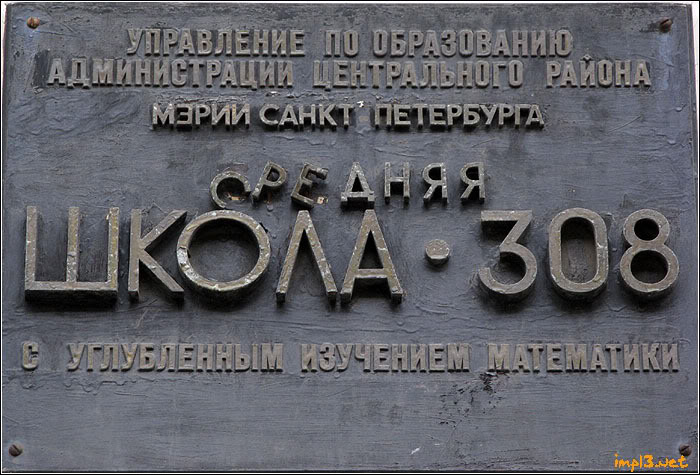 УПРАВЛЕНИЕ ПО ОБРАЗОВАНИЮ
АДМИНИСТРАЦИИ ЦЕНТРАЛЬНОГО РАЙОНА
МЭРИИ САНКТ ПЕТЕРБУРГА
СРЕДНЯЯ
ШКОЛА · 308
С УГЛУБЛЕННЫМ ИЗУЧЕНИЕМ МАТЕМАТИКИ
impl3.net